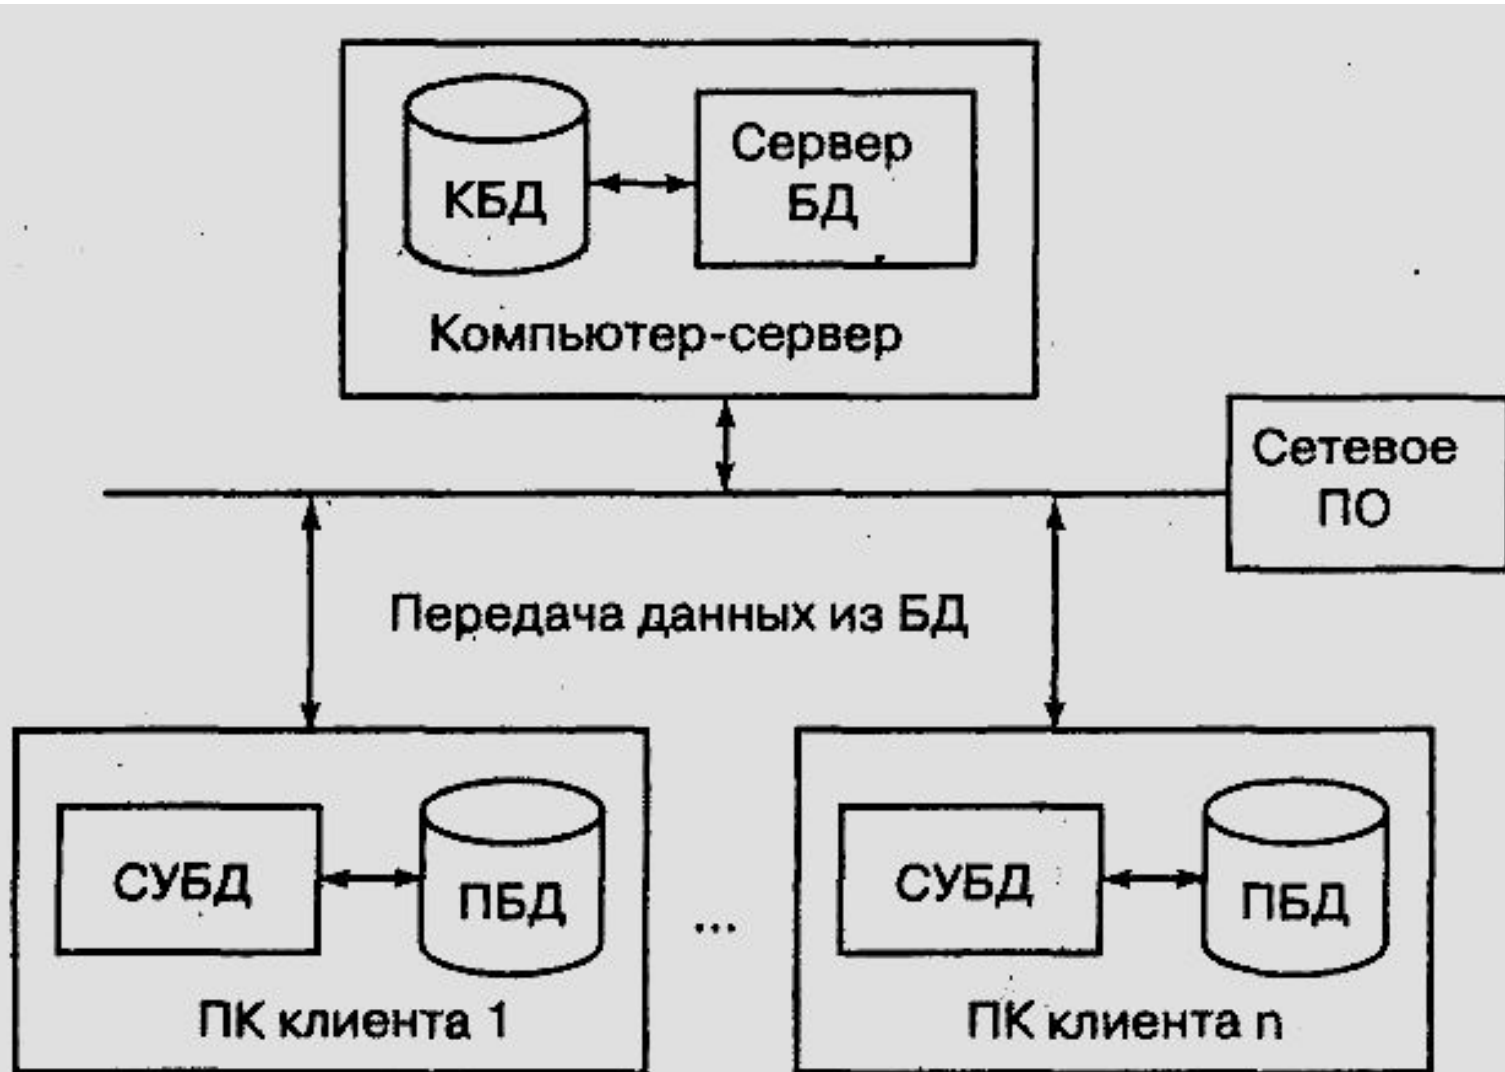 КБД
Сервер
БД
Компьютер-сервер
Сетевое
ПО
Передача данных из БД
СУБД
ПБД
ПК клиента 1
...
СУБД
ПБД
ПК клиента n